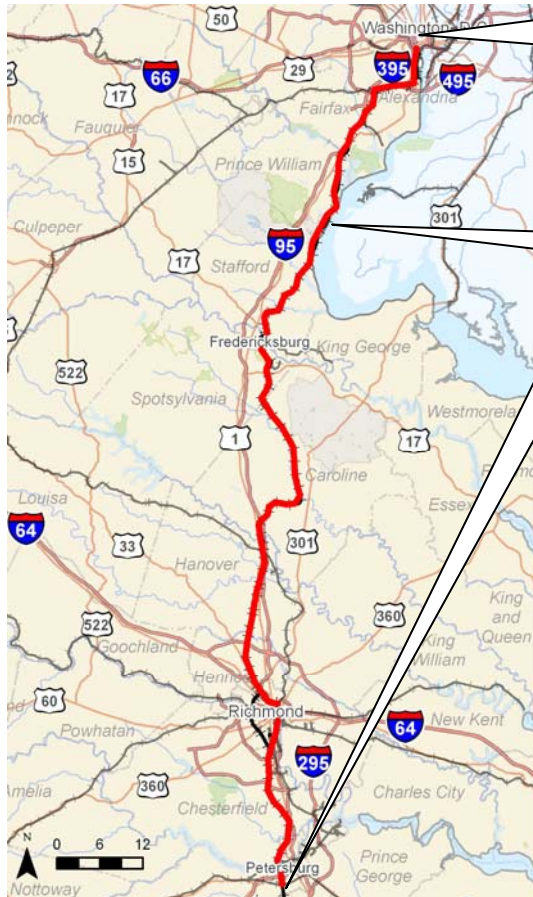 50
Washington, D.C.
66
29
395
495
17
Fairfax
Alexandria
Fauquier
15
Prince William
301
Culpeper
17
95
Stafford
Fredericksburg
King George
522
Spotsylvania
Westmorela
1
17
Caroline
Louisa
Essex
64
33
301
Hanover
360
King
and
Queen
522
Goochland
King
William
60
Richmond
New Kent
64
Powhatan
295
360
Amelia
Charles City
Chesterfield
N
0 6 12
Petersburg
Prince
George
Nottoway